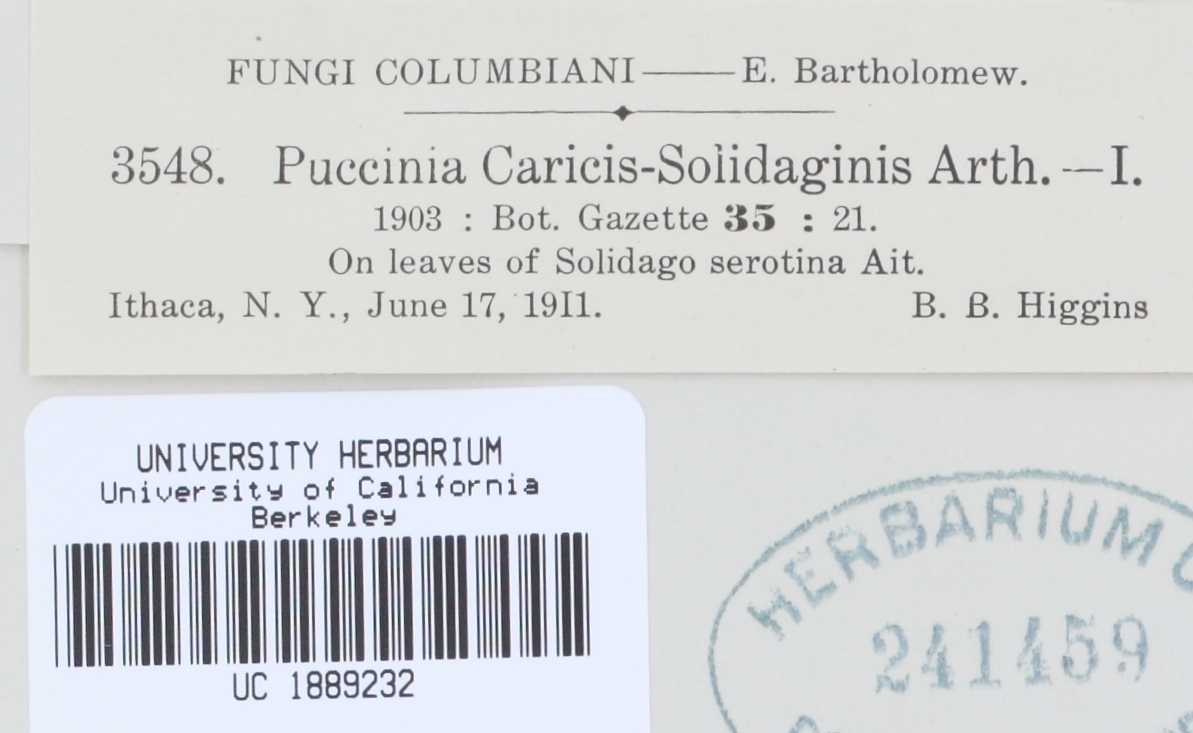 FUNGI COLUMBIANI——E. Bartholomew.
3548. Puccinia Caricis-Solidaginis Arth. — I.
1903 : Bot. Gazette 35 : 21.
On leaves of Solidago serotina Ait.
Ithaca, N. Y., June 17, 19I1. B. B. Higgins
UNIVERSITY HERBARIUM
University of California
Berkeley
UC 1889232
HERBARIUM
241459